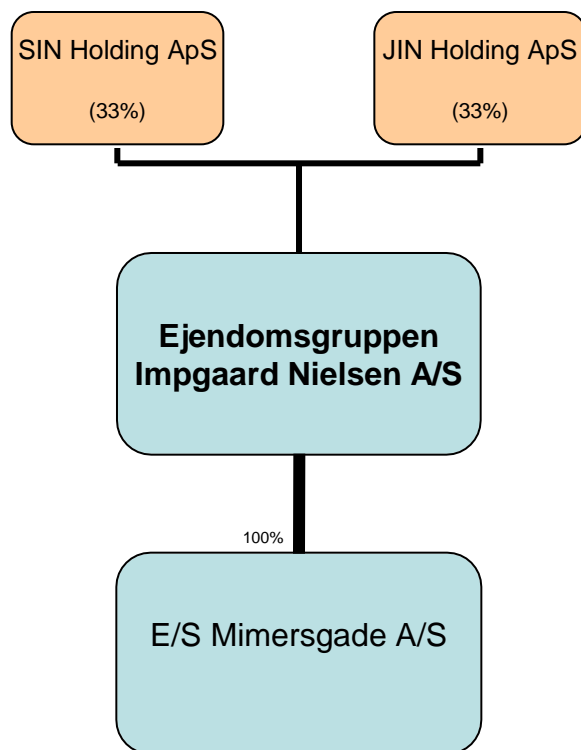 SIN Holding ApS
(33%)
JIN Holding ApS
(33%)
Ejendomsgruppen
Impgaard Nielsen A/S
100%
E/S Mimersgade A/S